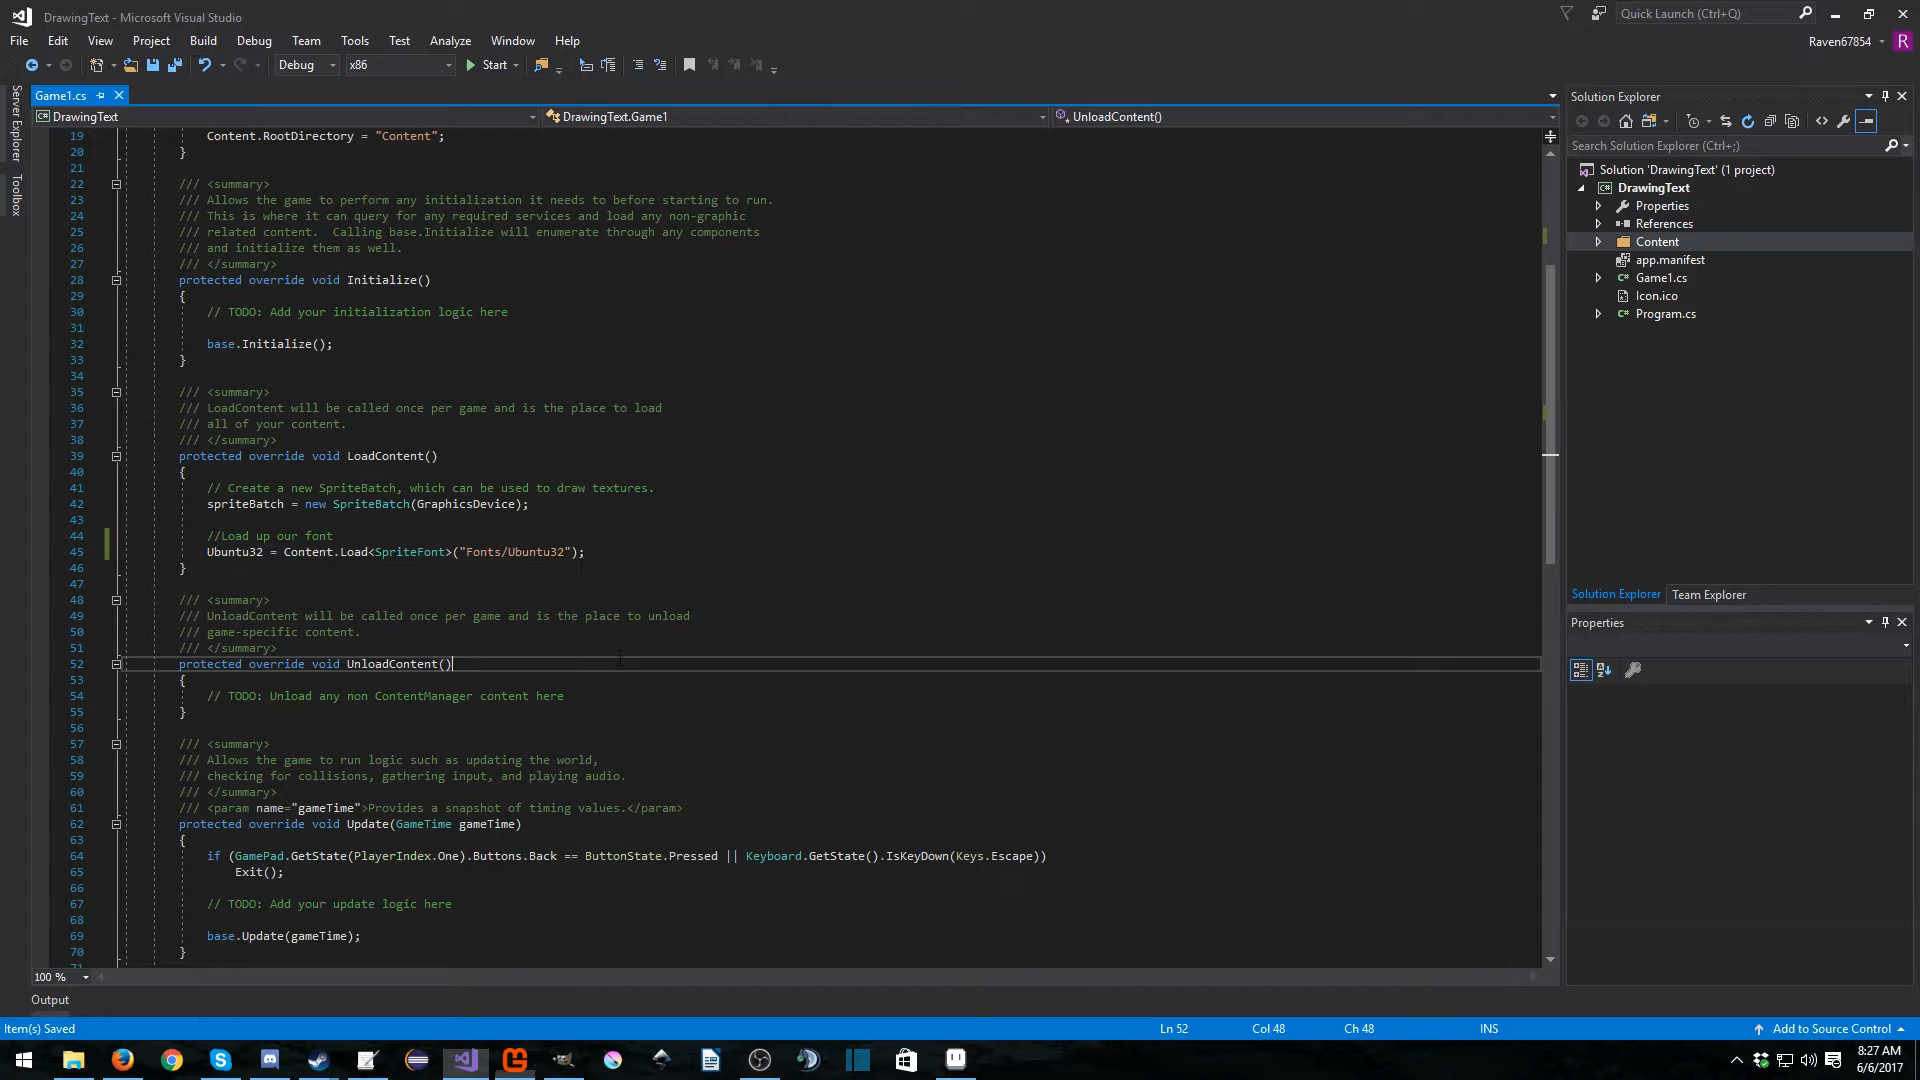 DrawingText - Microsoft Visual Studio
Quick Launch (Ctrl+Q)
File Edit View Project Build Debug Team Tools Test Analyze Window Help
Raven67854 R
Debug x86 Start
Server Explorer
Toolbox
Game1.cs
DrawingText DrawingText.Game1 UnloadContent()
19 Content.RootDirectory = "Content";
20 }
21
22 /// <summary>
23 /// Allows the game to perform any initialization it needs to before starting to run.
24 /// This is where it can query for any required services and load any non-graphic
25 /// related content.  Calling base.Initialize will enumerate through any components
26 /// and initialize them as well.
27 /// </summary>
28 protected override void Initialize()
29 {
30 // TODO: Add your initialization logic here
31
32 base.Initialize();
33 }
34
35 /// <summary>
36 /// LoadContent will be called once per game and is the place to load
37 /// all of your content.
38 /// </summary>
39 protected override void LoadContent()
40 {
41 // Create a new SpriteBatch, which can be used to draw textures.
42 spriteBatch = new SpriteBatch(GraphicsDevice);
43
44 //Load up our font
45 Ubuntu32 = Content.Load<SpriteFont>("Fonts/Ubuntu32");
46 }
47
48 /// <summary>
49 /// UnloadContent will be called once per game and is the place to unload
50 /// game-specific content.
51 /// </summary>
52 protected override void UnloadContent()
53 {
54 // TODO: Unload any non ContentManager content here
55 }
56
57 /// <summary>
58 /// Allows the game to run logic such as updating the world,
59 /// checking for collisions, gathering input, and playing audio.
60 /// </summary>
61 /// <param name="gameTime">Provides a snapshot of timing values.</param>
62 protected override void Update(GameTime gameTime)
63 {
64 if (GamePad.GetState(PlayerIndex.One).Buttons.Back == ButtonState.Pressed || Keyboard.GetState().IsKeyDown(Keys.Escape))
65 Exit();
66
67 // TODO: Add your update logic here
68
69 base.Update(gameTime);
70 }
71
100 %
Output
Solution Explorer
Search Solution Explorer (Ctrl+;)
Solution 'DrawingText' (1 project)
DrawingText
Properties
References
Content
app.manifest
Game1.cs
Icon.ico
Program.cs
Solution Explorer Team Explorer
Properties
Item(s) Saved Ln 52 Col 48 Ch 48 INS Add to Source Control
8:27 AM
6/6/2017